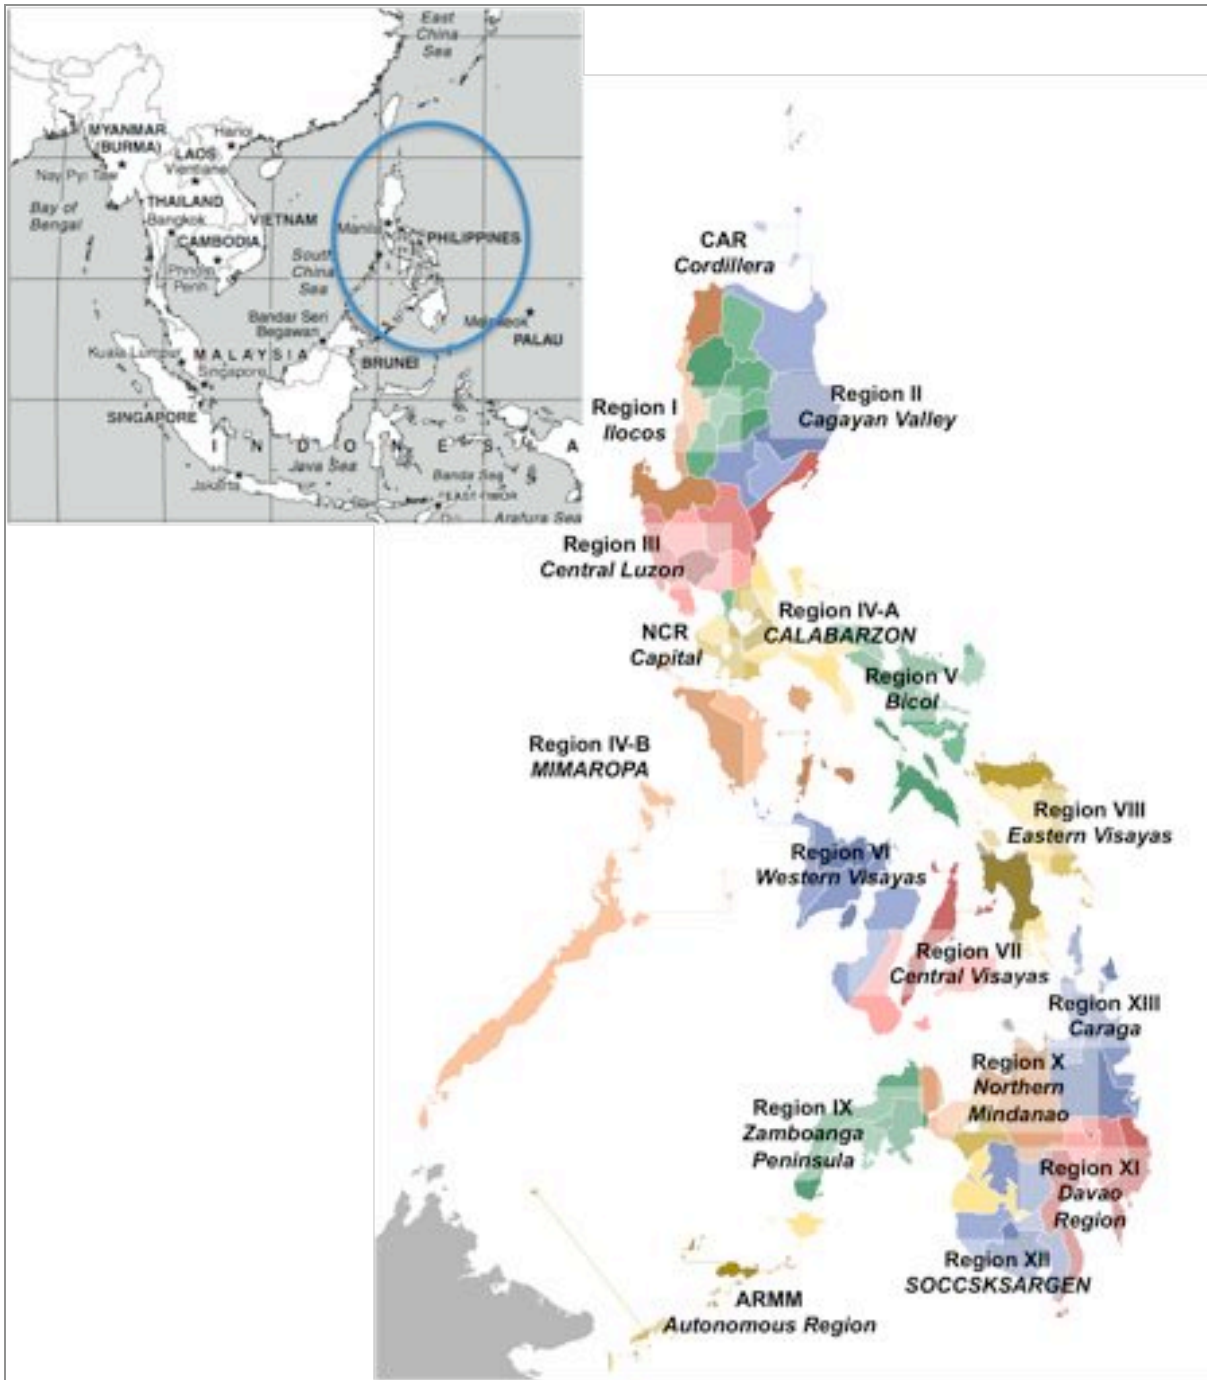 East
China
Sea
MYANMAR
(BURMA)
Hanoi
LAOS
Vientiane
Nay Pyi Taw
THAILAND
Bay of
Bengal
Bangkok
VIETNAM
Manila
CAMBODIA
PHILIPPINES
South
China
Sea
Phnom
Penh
Bandar Seri
Begawan
Melekeok
PALAU
Kuala Lumpur
MALAYSIA
BRUNEI
Singapore
SINGAPORE
INDONESIA
Java Sea
Banda Sea
Jakarta
EAST TIMOR
Arafura Sea
CAR
Cordillera
Region II
Cagayan Valley
Region I
Ilocos
Region III
Central Luzon
Region IV-A
CALABARZON
NCR
Capital
Region V
Bicol
Region IV-B
MIMAROPA
Region VIII
Eastern Visayas
Region VI
Western Visayas
Region VII
Central Visayas
Region XIII
Caraga
Region X
Northern
Mindanao
Region IX
Zamboanga
Peninsula
Region XI
Davao
Region
Region XII
SOCCSKSARGEN
ARMM
Autonomous Region